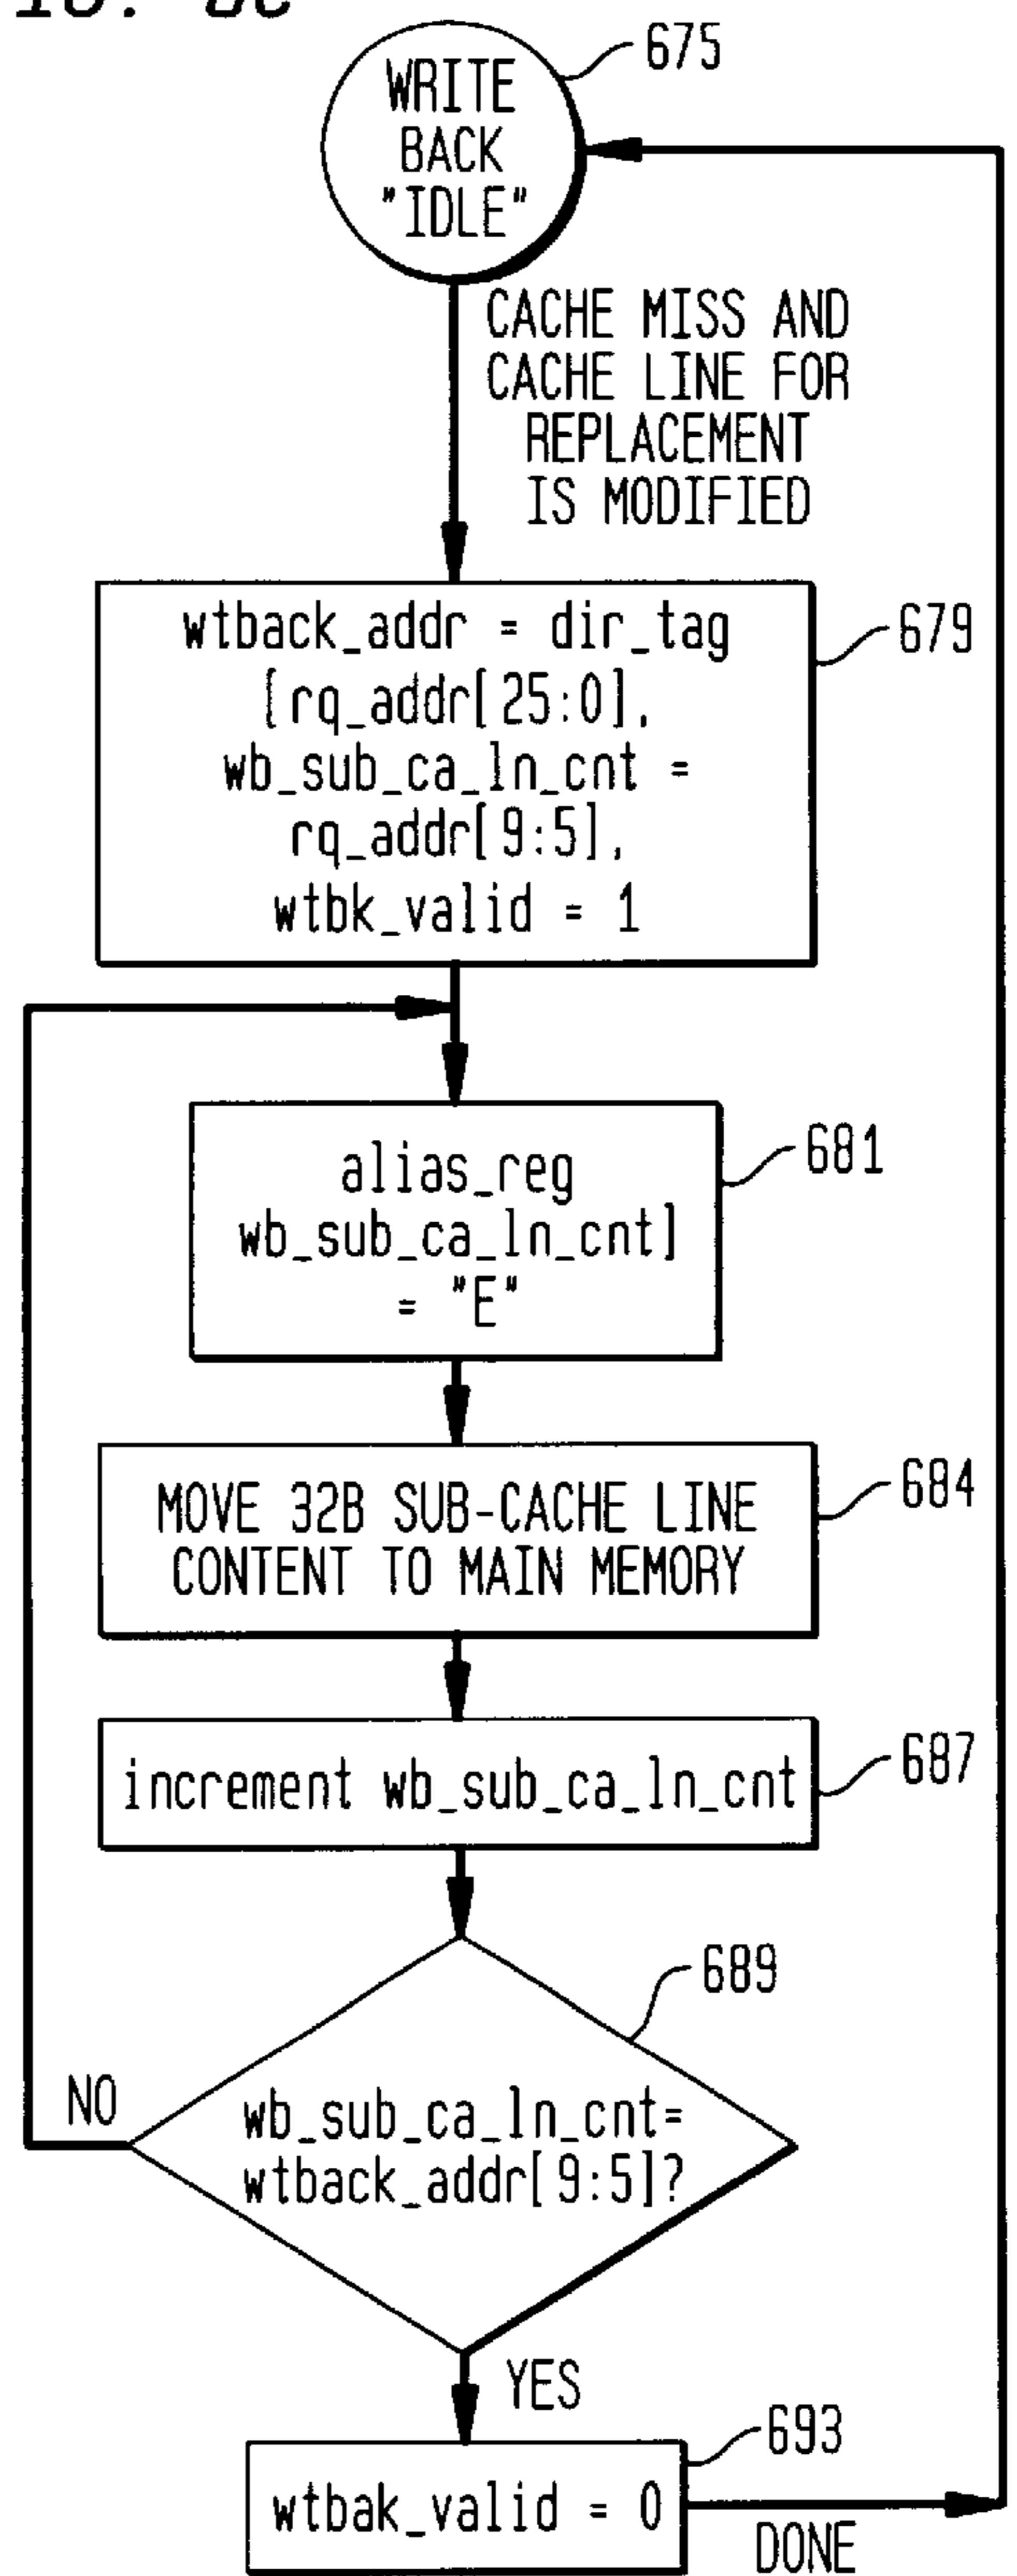 WRITE
BACK
"IDLE"
675
CACHE MISS AND
CACHE LINE FOR
REPLACEMENT
IS MODIFIED
wtback_addr = dir_tag
[rq_addr[25:0],
wb_sub_ca_ln_cnt =
rq_addr[9:5],
wtbk_valid = 1
679
alias_reg
wb_sub_ca_ln_cnt]
= "E"
681
MOVE 32B SUB-CACHE LINE
CONTENT TO MAIN MEMORY
684
increment wb_sub_ca_ln_cnt
687
689
NO
wb_sub_ca_ln_cnt=
wtback_addr[9:5]?
YES
693
wtbak_valid = 0
DONE